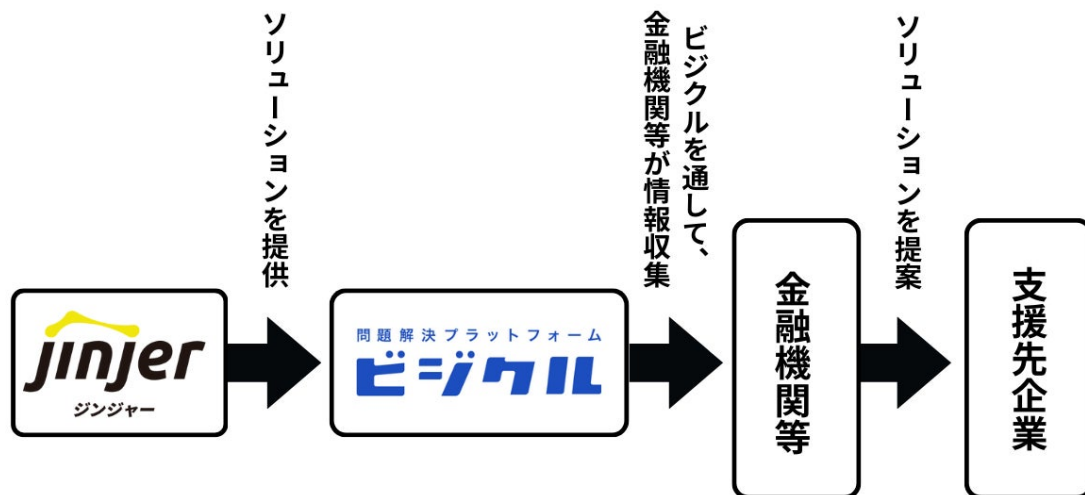 ソリューションを提供
ビジクルを通して、
金融機関等が情報収集
ソリューションを提案
jinjer
ジンジャー
問題解決プラットフォーム
ビジクル
金融機関等
支援先企業